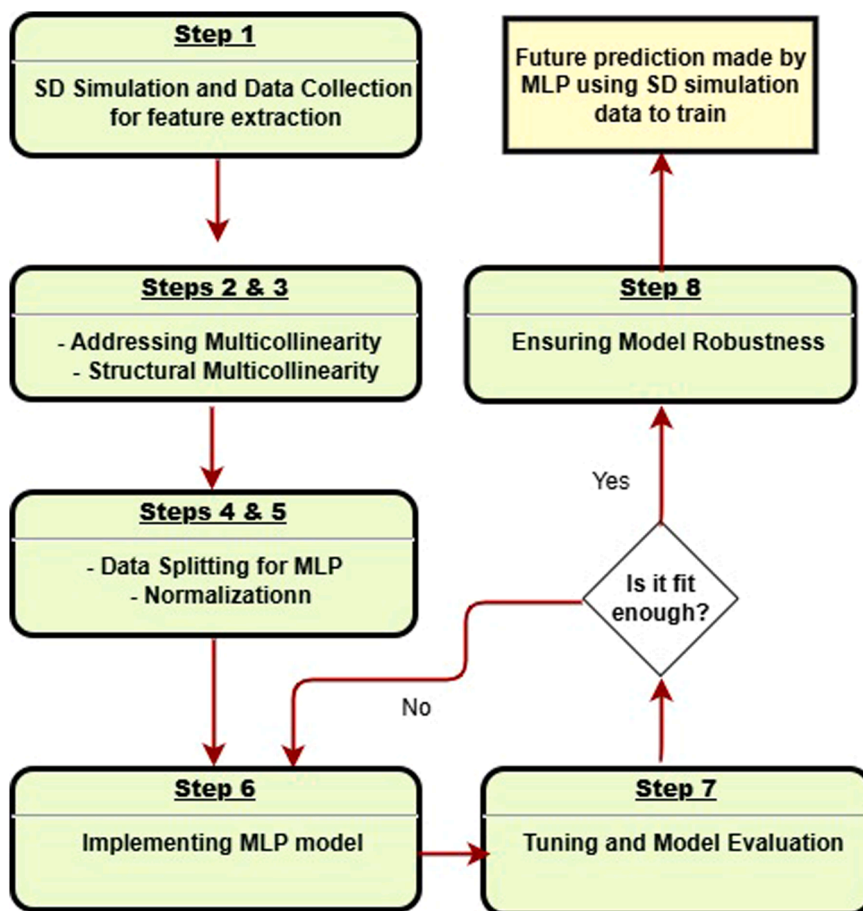 Step 1
SD Simulation and Data Collection
for feature extraction
Steps 2 & 3
- Addressing Multicollinearity
- Structural Multicollinearity
Steps 4 & 5
- Data Splitting for MLP
- Normalizationn
Step 6
Implementing MLP model
Step 7
Tuning and Model Evaluation
Is it fit
enough?
No
Yes
Step 8
Ensuring Model Robustness
Future prediction made by
MLP using SD simulation
data to train